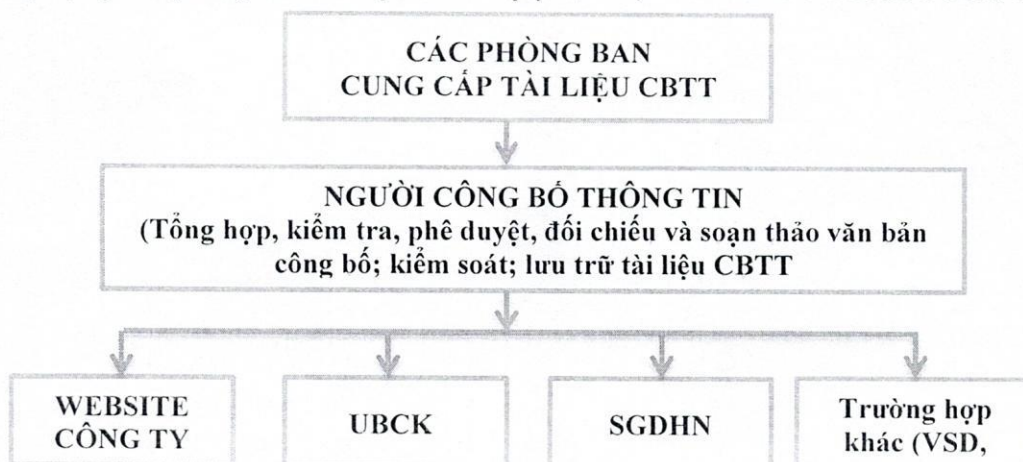 CÁC PHÒNG BAN
CUNG CẤP TÀI LIỆU CBTT
NGƯỜI CÔNG BỐ THÔNG TIN
(Tổng hợp, kiểm tra, phê duyệt, đối chiếu và soạn thảo văn bản
công bố; kiểm soát; lưu trữ tài liệu CBTT
WEBSITE
CÔNG TY
UBCK
SGDHN
Trường hợp
khác (VSD,